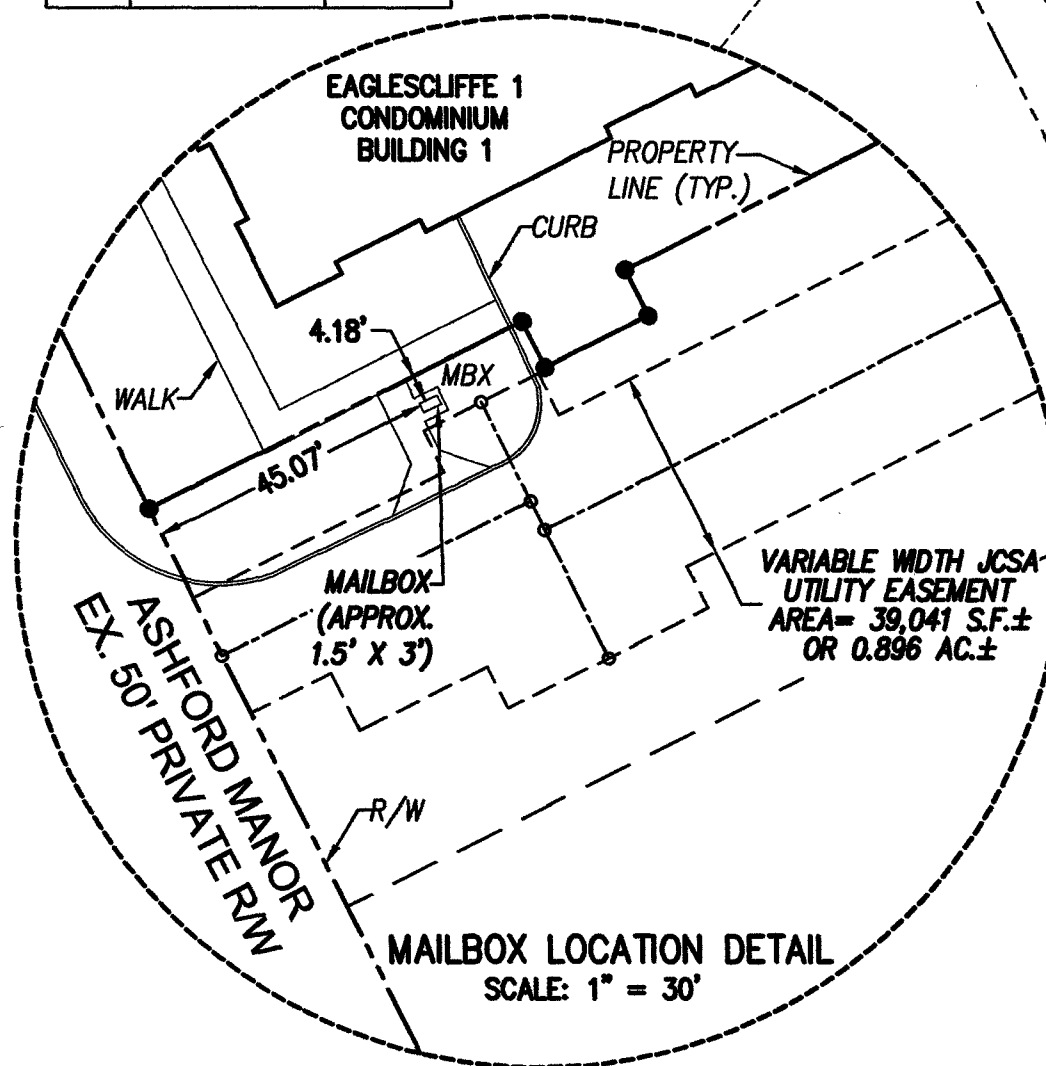 EAGLESCLIFFE 1
CONDOMINIUM
BUILDING 1
PROPERTY
LINE (TYP.)
CURB
4.18'
MBX
WALK
45.07'
MAILBOX
(APPROX.
1.5' X 3')
VARIABLE WIDTH JCSA
UTILITY EASEMENT
AREA= 39,041 S.F.±
OR 0.896 AC.±
ASHFORD MANOR
EX. 50' PRIVATE R/W
R/W
MAILBOX LOCATION DETAIL
SCALE: 1" = 30'